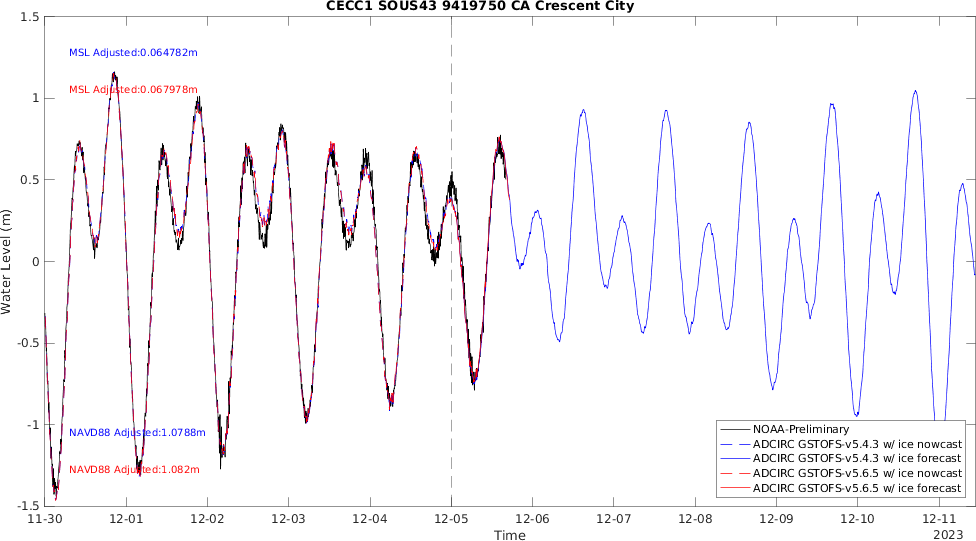 CECC1 SOUS43 9419750 CA Crescent City
1.5
1
0.5
0
-0.5
-1
-1.5
Water Level (m)
MSL Adjusted:0.064782m
MSL Adjusted:0.067978m
NAVD88 Adjusted:1.0788m
NAVD88 Adjusted:1.082m
NOAA-Preliminary
ADCIRC GSTOFS-v5.4.3 w/ ice nowcast
ADCIRC GSTOFS-v5.4.3 w/ ice forecast
ADCIRC GSTOFS-v5.6.5 w/ ice nowcast
ADCIRC GSTOFS-v5.6.5 w/ ice forecast
11-30 12-01 12-02 12-03 12-04 12-05 12-06 12-07 12-08 12-09 12-10 12-11
Time
2023